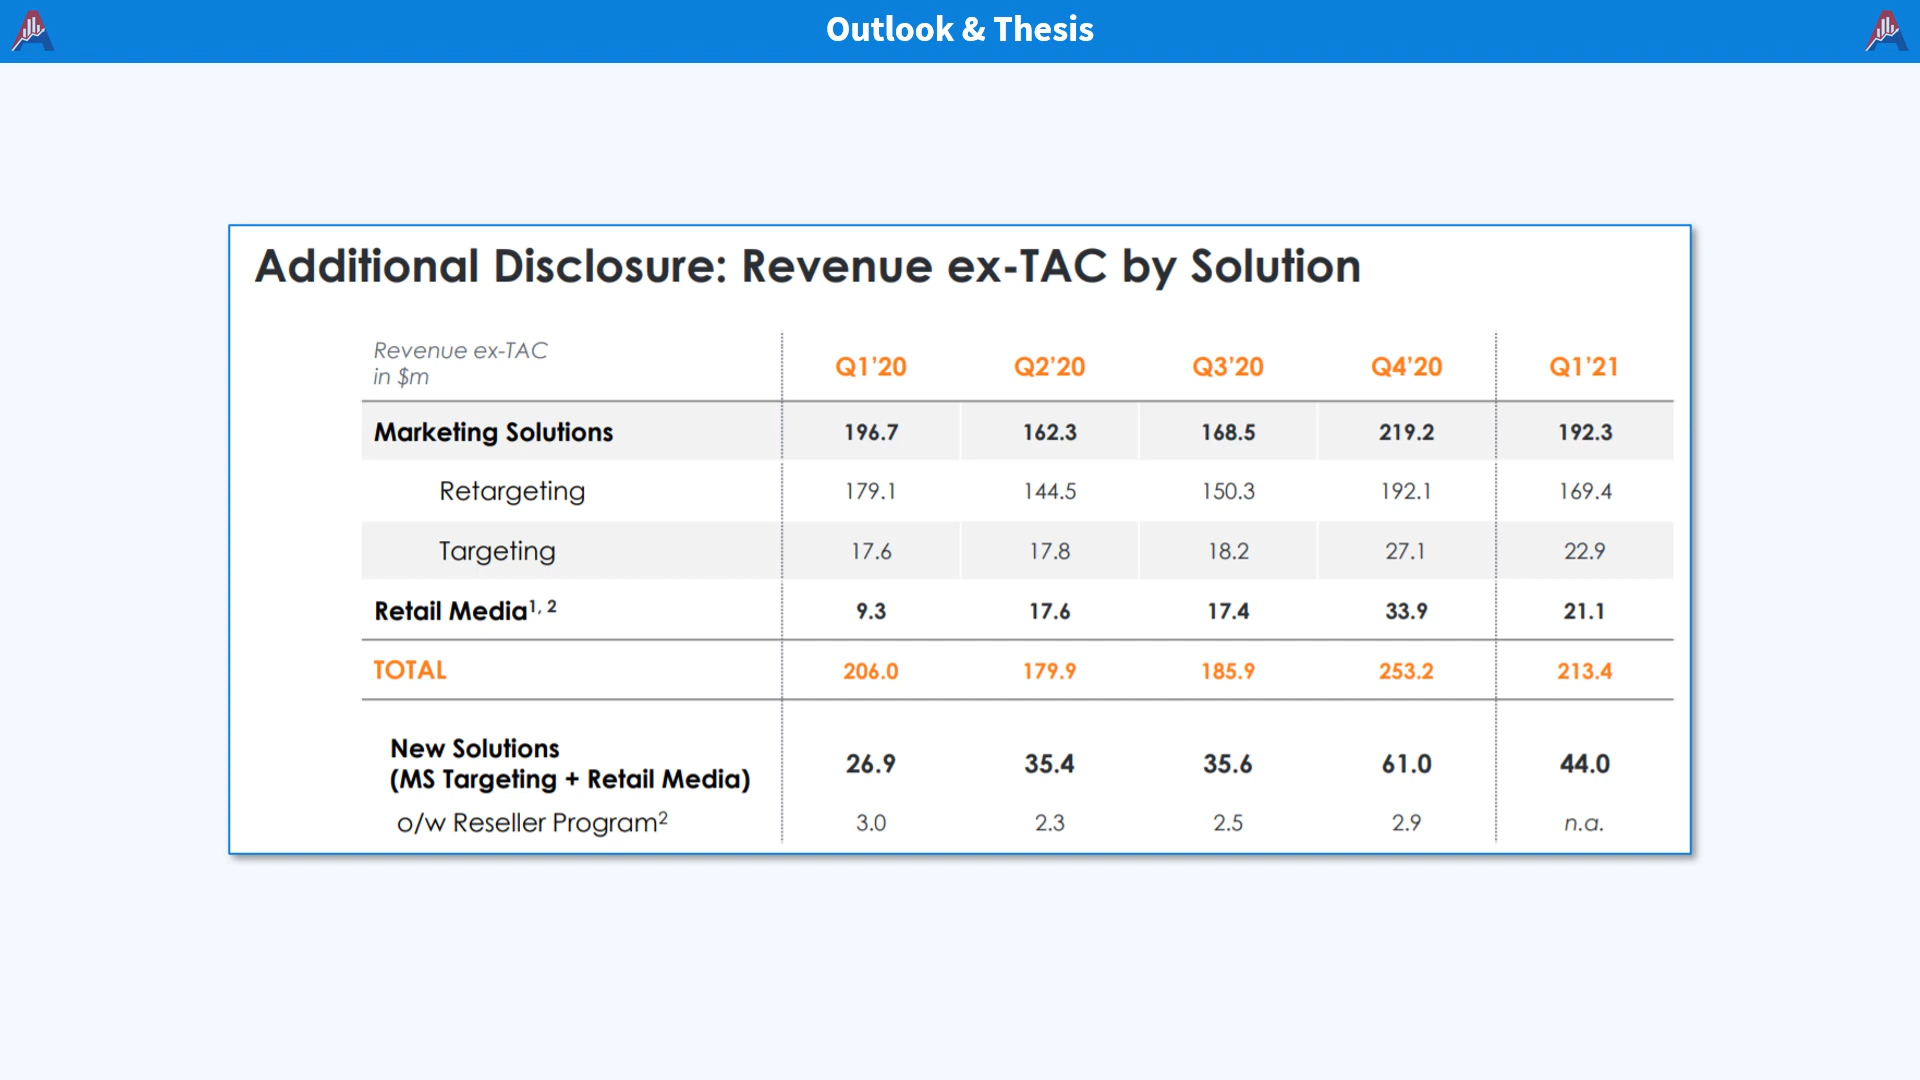 Outlook & Thesis
Additional Disclosure: Revenue ex-TAC by Solution
Revenue ex-TAC
in $m
Q1’20 Q2’20 Q3’20 Q4’20 Q1’21
Marketing Solutions 196.7 162.3 168.5 219.2 192.3
Retargeting 179.1 144.5 150.3 192.1 169.4
Targeting 17.6 17.8 18.2 27.1 22.9
Retail Media1, 2 9.3 17.6 17.4 33.9 21.1
TOTAL 206.0 179.9 185.9 253.2 213.4
New Solutions
(MS Targeting + Retail Media) 26.9 35.4 35.6 61.0 44.0
o/w Reseller Program2 3.0 2.3 2.5 2.9 n.a.